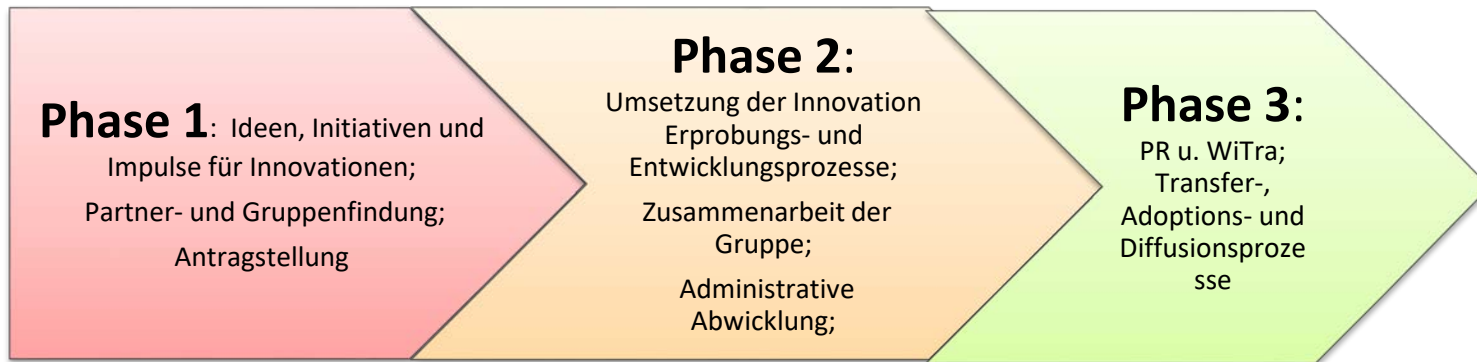 Phase 1: Ideen, Initiativen und
Impulse für Innovationen;
Partner- und Gruppenfindung;
Antragstellung
Phase 2:
Umsetzung der Innovation
Erprobungs- und
Entwicklungsprozesse;
Zusammenarbeit der
Gruppe;
Administrative
Abwicklung;
Phase 3:
PR u. WiTra;
Transfer-,
Adoptions- und
Diffusionsproze
sse